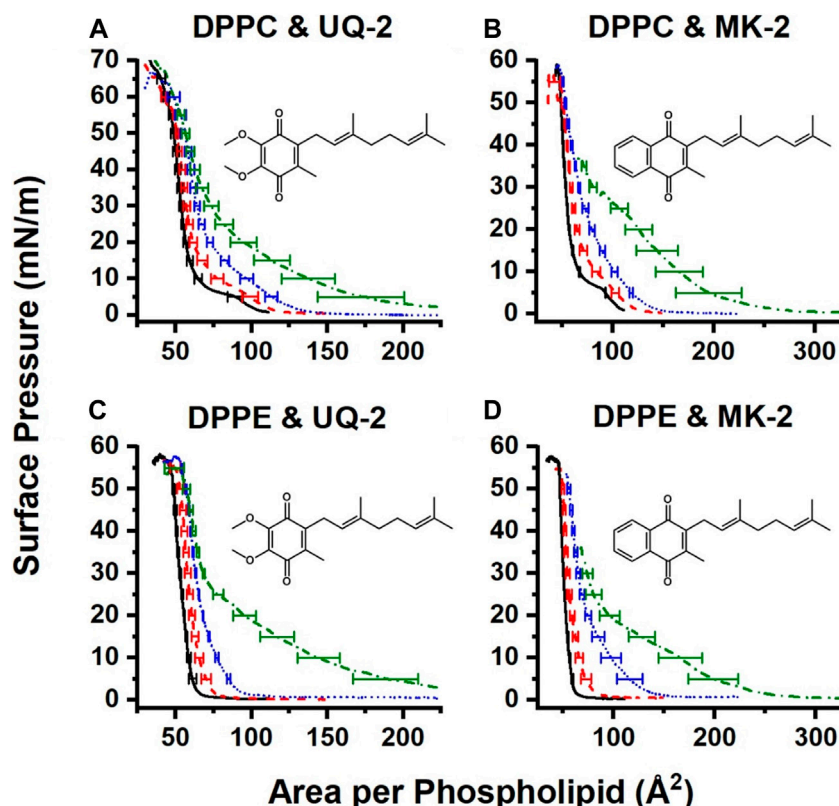 A DPPC & UQ-2
70
60
50
40
30
20
10
0
50 100 150 200
O
O
O
O
B DPPC & MK-2
60
50
40
30
20
10
0
100 200 300
O
O
C DPPE & UQ-2
60
50
40
30
20
10
0
50 100 150 200
O
O
O
O
D DPPE & MK-2
60
50
40
30
20
10
0
100 200 300
O
O
Surface Pressure (mN/m)
Area per Phospholipid (Å²)